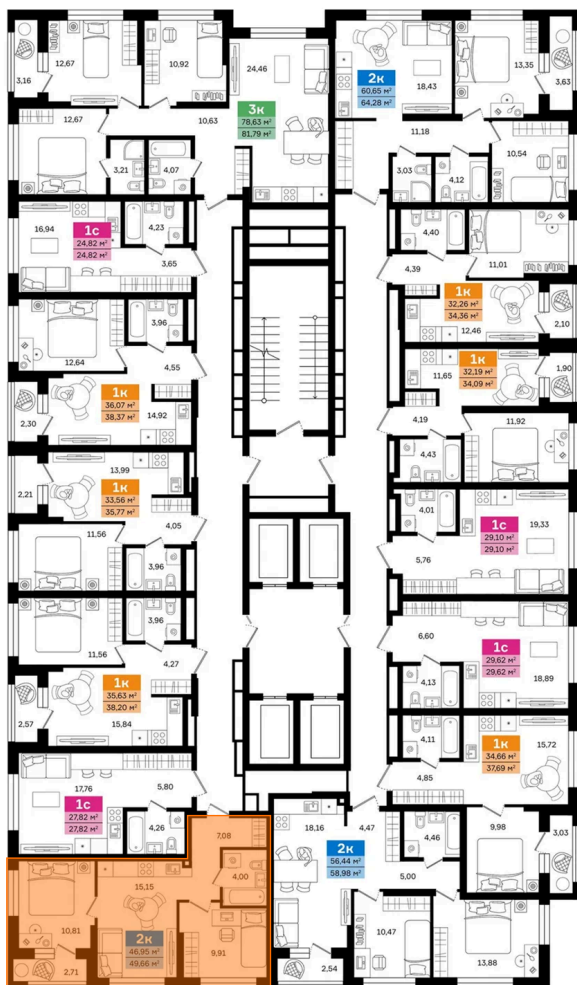 3,16
12,67
10,92
24,46
3к
78,63 м²
81,79 м²
12,67
10,63
3,21
4,07
2к
60,65 м²
64,28 м²
18,43
13,35
3,63
11,18
3,03
4,12
10,54
16,94
1с
24,82 м²
24,82 м²
4,23
3,65
4,40
4,39
11,01
1к
32,26 м²
34,36 м²
12,46
2,10
12,64
3,96
4,55
1к
36,07 м²
38,37 м²
14,92
2,30
11,65
1к
32,19 м²
34,09 м²
1,90
4,19
4,43
11,92
2,21
13,99
1к
33,56 м²
35,77 м²
4,05
11,56
3,96
4,01
1с
29,10 м²
29,10 м²
19,33
5,76
11,56
3,96
4,27
1к
35,63 м²
38,20 м²
15,84
2,57
6,60
1с
29,62 м²
29,62 м²
18,89
4,13
4,11
1к
34,66 м²
37,69 м²
15,72
4,85
17,76
1с
27,82 м²
27,82 м²
5,80
4,26
7,08
4,00
15,15
10,81
2к
46,95 м²
49,66 м²
9,91
2,71
18,16
4,47
2к
56,44 м²
58,98 м²
4,46
5,00
9,98
3,03
2,54
10,47
13,88